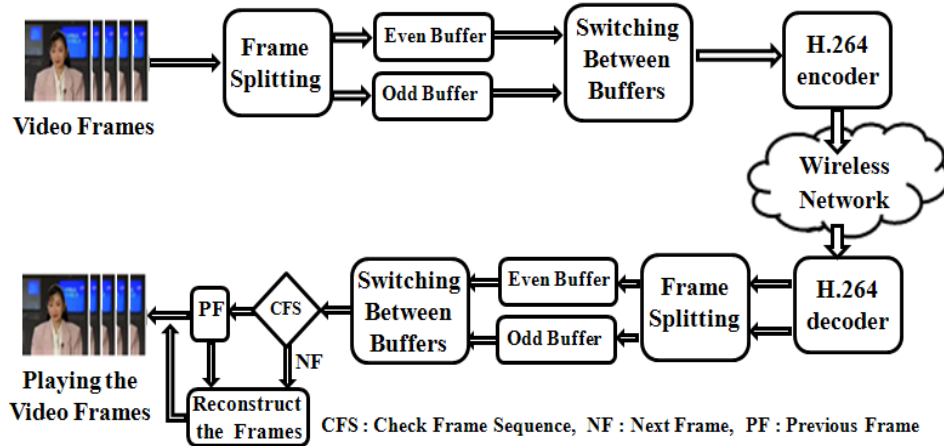 Video Frames
Frame
Splitting
Even Buffer
Odd Buffer
Switching
Between
Buffers
H.264
encoder
Wireless
Network
H.264
decoder
Frame
Splitting
Even Buffer
Odd Buffer
Switching
Between
Buffers
CFS
NF
PF
Reconstruct
the Frames
Playing the
Video Frames
CFS : Check Frame Sequence, NF : Next Frame, PF : Previous Frame